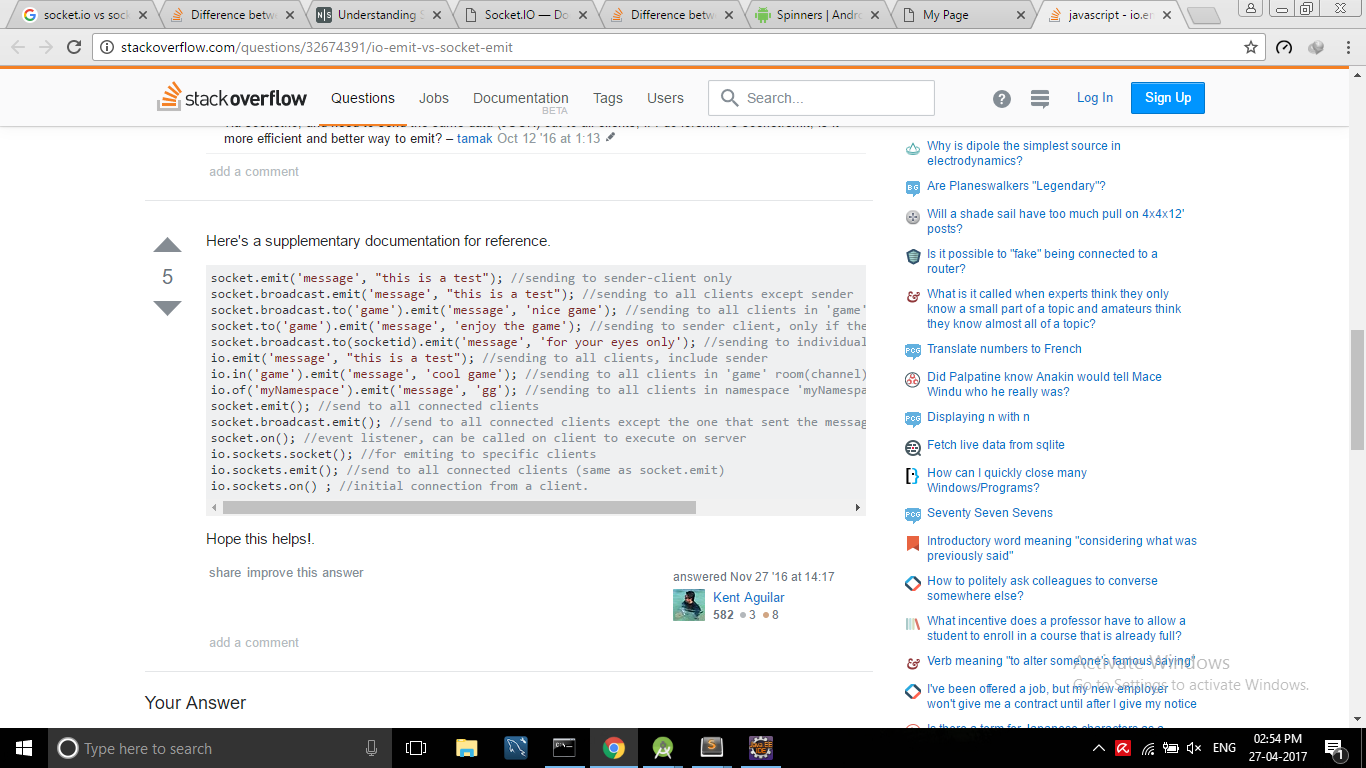 socket.io vs soc
Difference betw
Understanding S
Socket.IO — Do
Difference betw
Spinners | Andr
My Page
javascript - io.en
stackoverflow.com/questions/32674391/io-emit-vs-socket-emit
stackoverflow
Questions
Jobs
Documentation
BETA
Tags
Users
Search...
Log In
Sign Up
more efficient and better way to emit? – tamak Oct 12 '16 at 1:13
add a comment
5
Here's a supplementary documentation for reference.
socket.emit('message', "this is a test"); //sending to sender-client only
socket.broadcast.emit('message', "this is a test"); //sending to all clients except sender
socket.broadcast.to('game').emit('message', 'nice game'); //sending to all clients in 'game'
socket.to('game').emit('message', 'enjoy the game'); //sending to sender client, only if the
socket.broadcast.to(socketid).emit('message', 'for your eyes only'); //sending to individual
io.emit('message', "this is a test"); //sending to all clients, include sender
io.in('game').emit('message', 'cool game'); //sending to all clients in 'game' room(channel)
io.of('myNamespace').emit('message', 'gg'); //sending to all clients in namespace 'myNamespa
socket.emit(); //send to all connected clients
socket.broadcast.emit(); //send to all connected clients except the one that sent the messag
socket.on(); //event listener, can be called on client to execute on server
io.sockets.socket(); //for emiting to specific clients
io.sockets.emit(); //send to all connected clients (same as socket.emit)
io.sockets.on() ; //initial connection from a client.
Hope this helps!.
share improve this answer
answered Nov 27 '16 at 14:17
Kent Aguilar
582 3 8
add a comment
Your Answer
Why is dipole the simplest source in
electrodynamics?
Are Planeswalkers "Legendary"?
Will a shade sail have too much pull on 4x4x12'
posts?
Is it possible to "fake" being connected to a
router?
What is it called when experts think they only
know a small part of a topic and amateurs think
they know almost all of a topic?
Translate numbers to French
Did Palpatine know Anakin would tell Mace
Windu who he really was?
Displaying n with n
Fetch live data from sqlite
How can I quickly close many
Windows/Programs?
Seventy Seven Sevens
Introductory word meaning "considering what was
previously said"
How to politely ask colleagues to converse
somewhere else?
What incentive does a professor have to allow a
student to enroll in a course that is already full?
Verb meaning "to alter someone's famous saying"
I've been offered a job, but my new employer
won't give me a contract until after I give my notice
Activate Windows
Go to Settings to activate Windows.
Type here to search
ENG
02:54 PM
27-04-2017
1